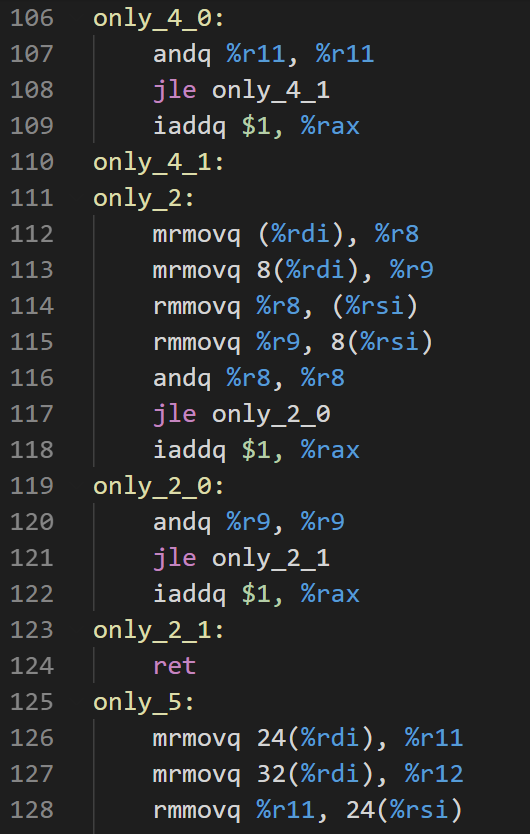 106 only_4_0:
107 andq %r11, %r11
108 jle only_4_1
109 iaddq $1, %rax
110 only_4_1:
111 only_2:
112 mrmovq (%rdi), %r8
113 mrmovq 8(%rdi), %r9
114 rmmovq %r8, (%rsi)
115 rmmovq %r9, 8(%rsi)
116 andq %r8, %r8
117 jle only_2_0
118 iaddq $1, %rax
119 only_2_0:
120 andq %r9, %r9
121 jle only_2_1
122 iaddq $1, %rax
123 only_2_1:
124 ret
125 only_5:
126 mrmovq 24(%rdi), %r11
127 mrmovq 32(%rdi), %r12
128 rmmovq %r11, 24(%rsi)